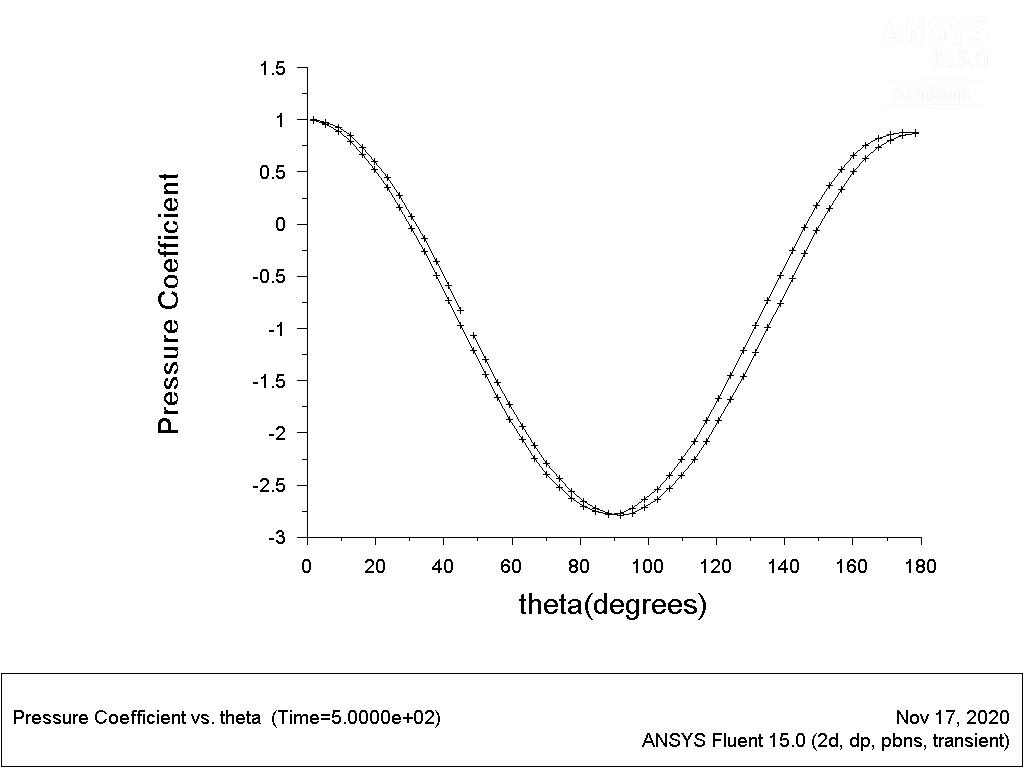 ANSYS
R15.0
Academic
1.5
1
0.5
0
-0.5
-1
-1.5
-2
-2.5
-3
Pressure Coefficient
0 20 40 60 80 100 120 140 160 180
theta(degrees)
Pressure Coefficient vs. theta (Time=5.0000e+02)
Nov 17, 2020
ANSYS Fluent 15.0 (2d, dp, pbns, transient)